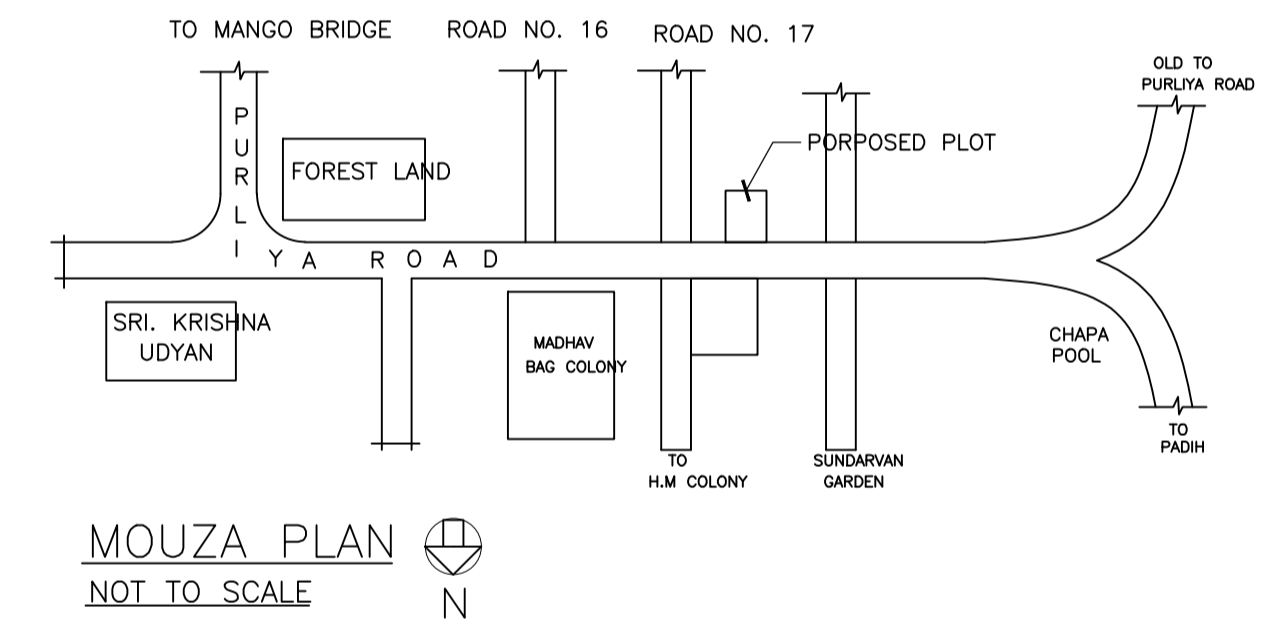 TO MANGO BRIDGE
ROAD NO. 16
ROAD NO. 17
OLD TO
PURLIYA ROAD
PURLIYA ROAD
FOREST LAND
PORPOSED PLOT
SRI. KRISHNA
UDYAN
MADHAV
BAG COLONY
CHAPA
POOL
TO
H.M COLONY
SUNDARVAN
GARDEN
TO
PADIH
MOUZA PLAN
NOT TO SCALE
N